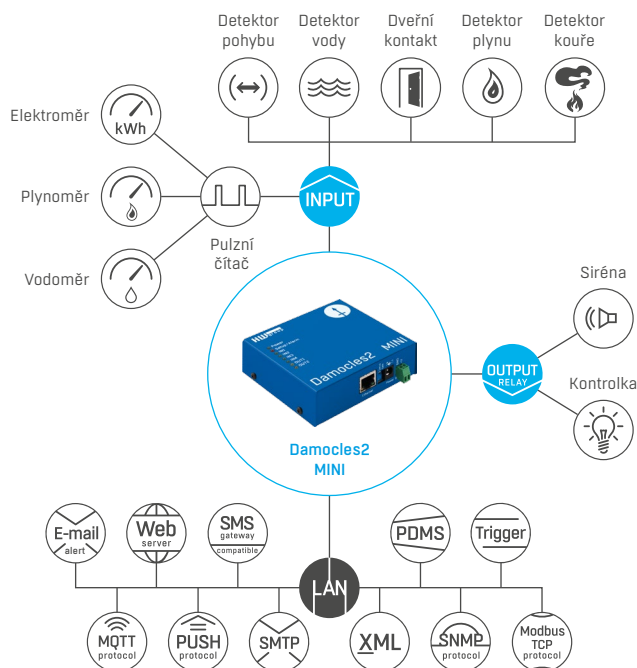 Detektor
pohybu
Detektor
vody
Dveřní
kontakt
Detektor
plynu
Detektor
kouře
Elektroměr
kWh
Plynoměr
INPUT
Pulzní
čítač
Vodoměr
Siréna
HW
Damocles2 MINI
OUTPUT
RELAY
Kontrolka
Damocles2
MINI
E-mail
alert
Web
server
SMS
gateway
compatible
PDMS
Trigger
LAN
MQTT
protocol
PUSH
protocol
SMTP
XML
SNMP
protocol
Modbus
TCP
protocol